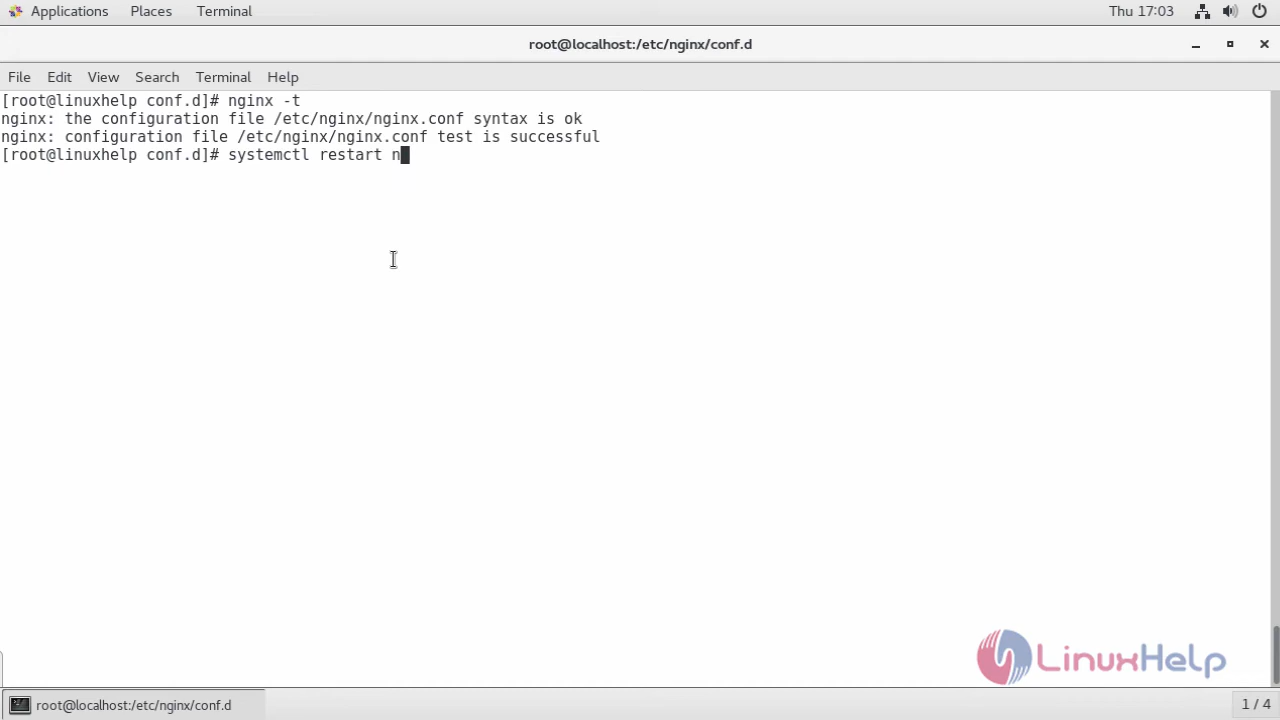 Applications Places Terminal Thu 17:03
root@localhost:/etc/nginx/conf.d
File Edit View Search Terminal Help
[root@linuxhelp conf.d]# nginx -t
nginx: the configuration file /etc/nginx/nginx.conf syntax is ok
nginx: configuration file /etc/nginx/nginx.conf test is successful
[root@linuxhelp conf.d]# systemctl restart n
LinuxHelp
root@localhost:/etc/nginx/conf.d 1 / 4